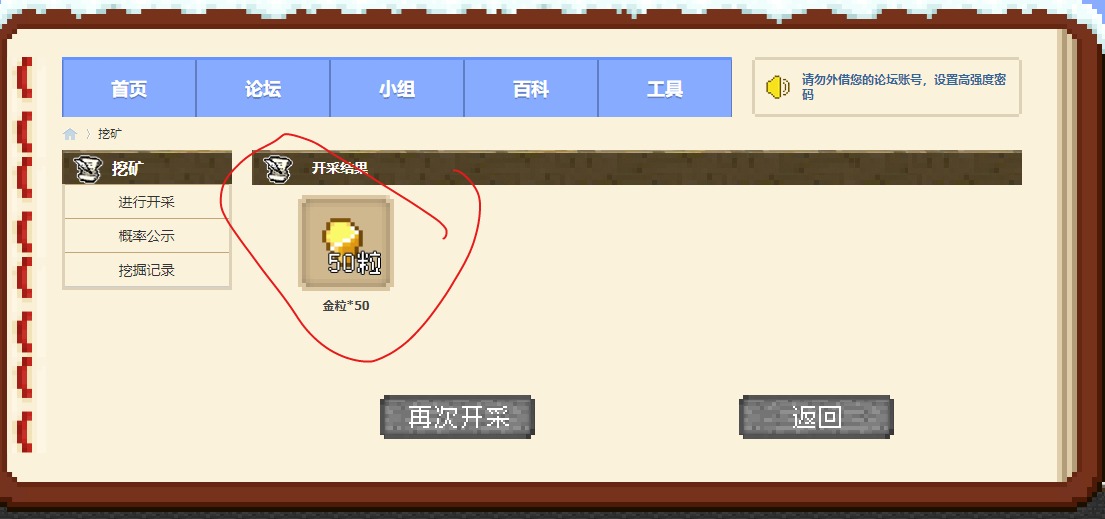 首页 论坛 小组 百科 工具
请勿外借您的论坛账号，设置高强度密
码
挖矿
挖矿
开采结果
进行开采
概率公示
挖掘记录
50粒
金粒*50
再次开采
返回